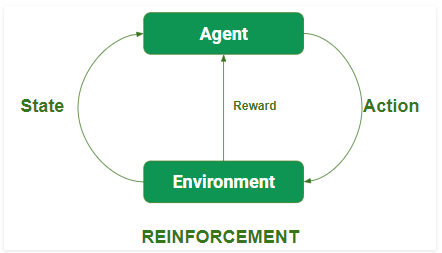 Agent
State
Reward
Action
Environment
REINFORCEMENT